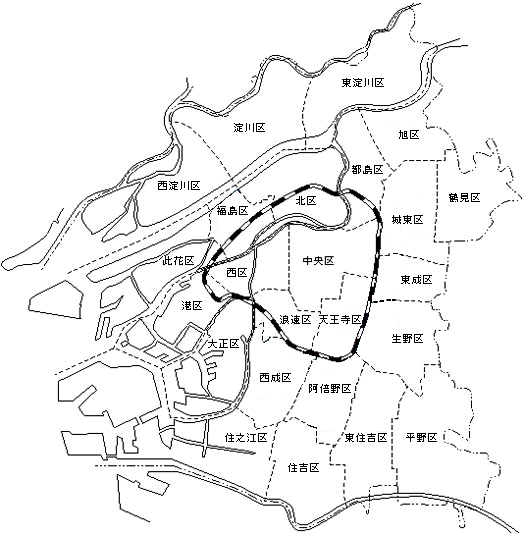 東淀川区
淀川区
旭区
都島区
西淀川区
鶴見区
北区
福島区
城東区
此花区
中央区
西区
東成区
港区
浪速区
天王寺区
生野区
大正区
西成区
阿倍野区
住之江区
東住吉区
平野区
住吉区